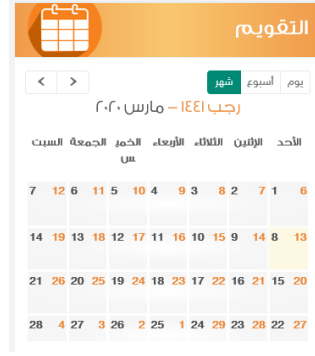 التقويم
يوم أسبوع شهر
رجب ١٤٤١ – مارس ٢٠٢٠
الأحد الإثنين الثلاثاء الأربعاء الخميس الجمعة السبت
6 1 7 2 8 3 9 4 10 5 11 6 12 7
13 8 14 9 15 10 16 11 17 12 18 13 19 14
20 15 21 16 22 17 23 18 24 19 25 20 26 21
27 22 28 23 29 24 1 25 2 26 3 27 4 28